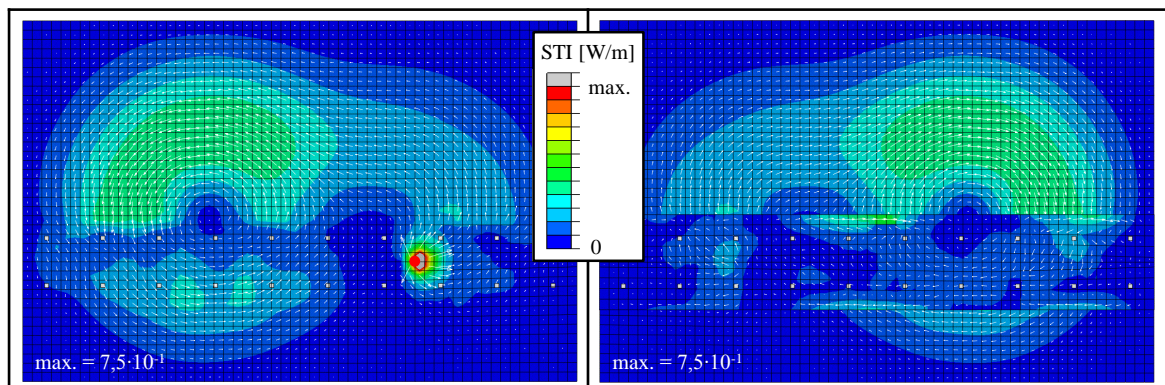 STI [W/m]
max.
0
max. = 7,5·10⁻¹
max. = 7,5·10⁻¹